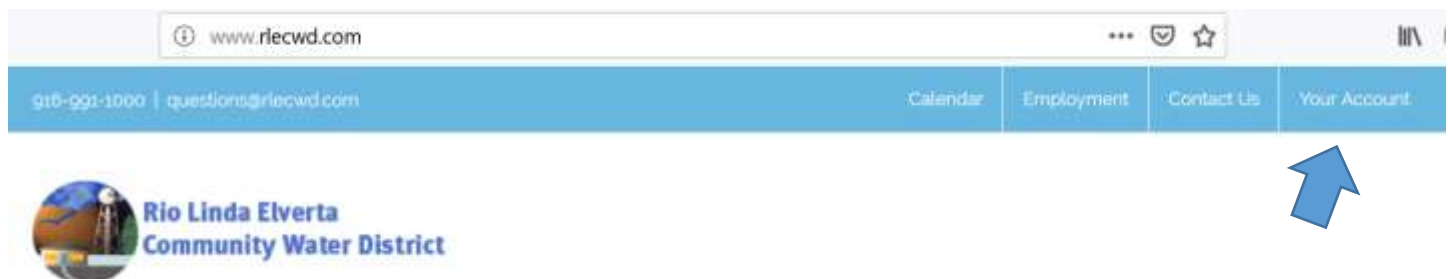 www.rlecwd.com
916-991-1000 | questions@rlecwd.com Calendar Employment Contact Us Your Account
Rio Linda Elverta
Community Water District